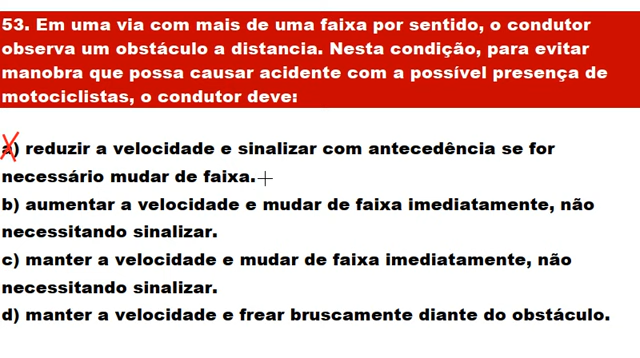 53. Em uma via com mais de uma faixa por sentido, o condutor
observa um obstáculo a distancia. Nesta condição, para evitar
manobra que possa causar acidente com a possível presença de
motociclistas, o condutor deve:
a) reduzir a velocidade e sinalizar com antecedência se for
necessário mudar de faixa.
b) aumentar a velocidade e mudar de faixa imediatamente, não
necessitando sinalizar.
c) manter a velocidade e mudar de faixa imediatamente, não
necessitando sinalizar.
d) manter a velocidade e frear bruscamente diante do obstáculo.